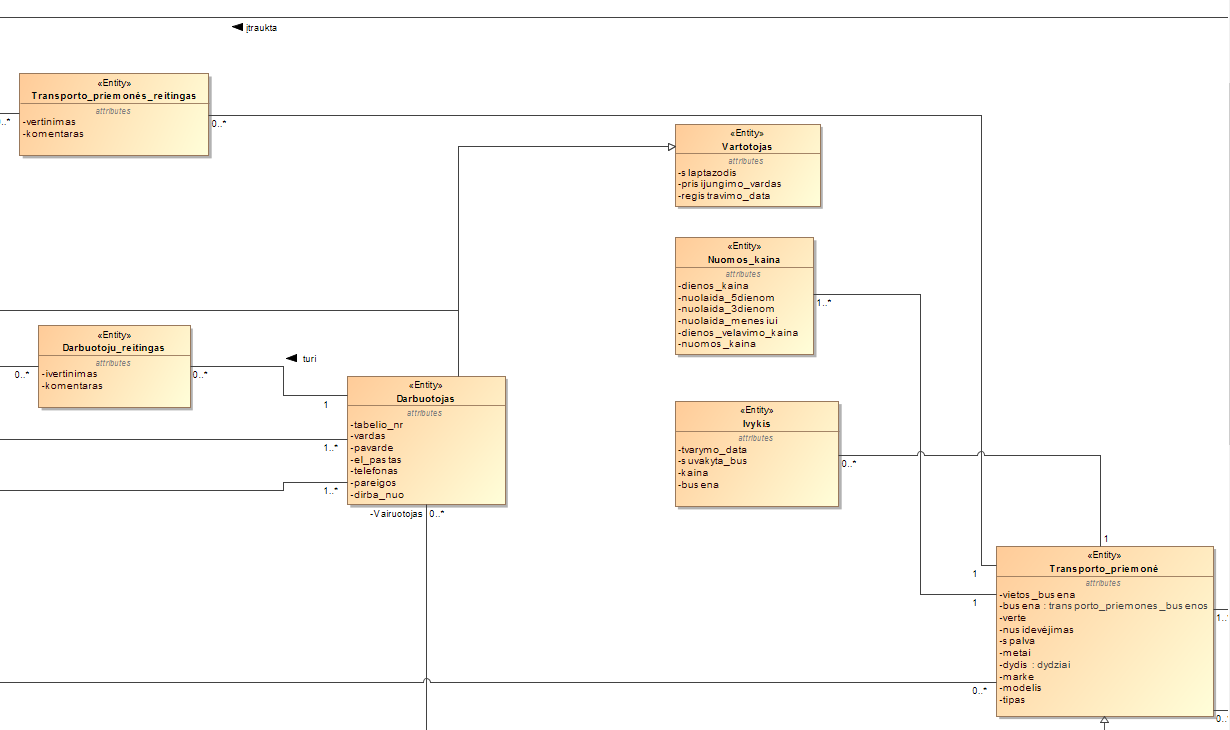 įtraukta
«Entity»
Transporto_priemonės_reitingas
attributes
-vertinimas
-komentaras
0..*
«Entity»
Vartotojas
attributes
-slaptazodis
-prisijungimo_vardas
-registravimo_data
«Entity»
Nuomos_kaina
attributes
-dienos_kaina
-nuolaida_5dienom
-nuolaida_3dienom
-nuolaida_menesiui
-dienos_velavimo_kaina
-nuomos_kaina
1..*
«Entity»
Darbuotoju_reitingas
attributes
-ivertinimas
-komentaras
0..*
0..*
turi
1
«Entity»
Darbuotojas
attributes
-tabelio_nr
-vardas
-pavarde
-el_pastas
-telefonas
-pareigos
-dirba_nuo
1..*
1..*
-Vairuotojas
0..*
«Entity»
Ivykis
attributes
-tvarymo_data
-suvakyta_bus
-kaina
-busena
0..*
1
1
1
«Entity»
Transporto_priemonė
attributes
-vietos_busena
-busena : transporto_priemones_busenos
-verte
-nusidevėjimas
-spalva
-metai
-dydis : dydziai
-marke
-modelis
-tipas
0..*